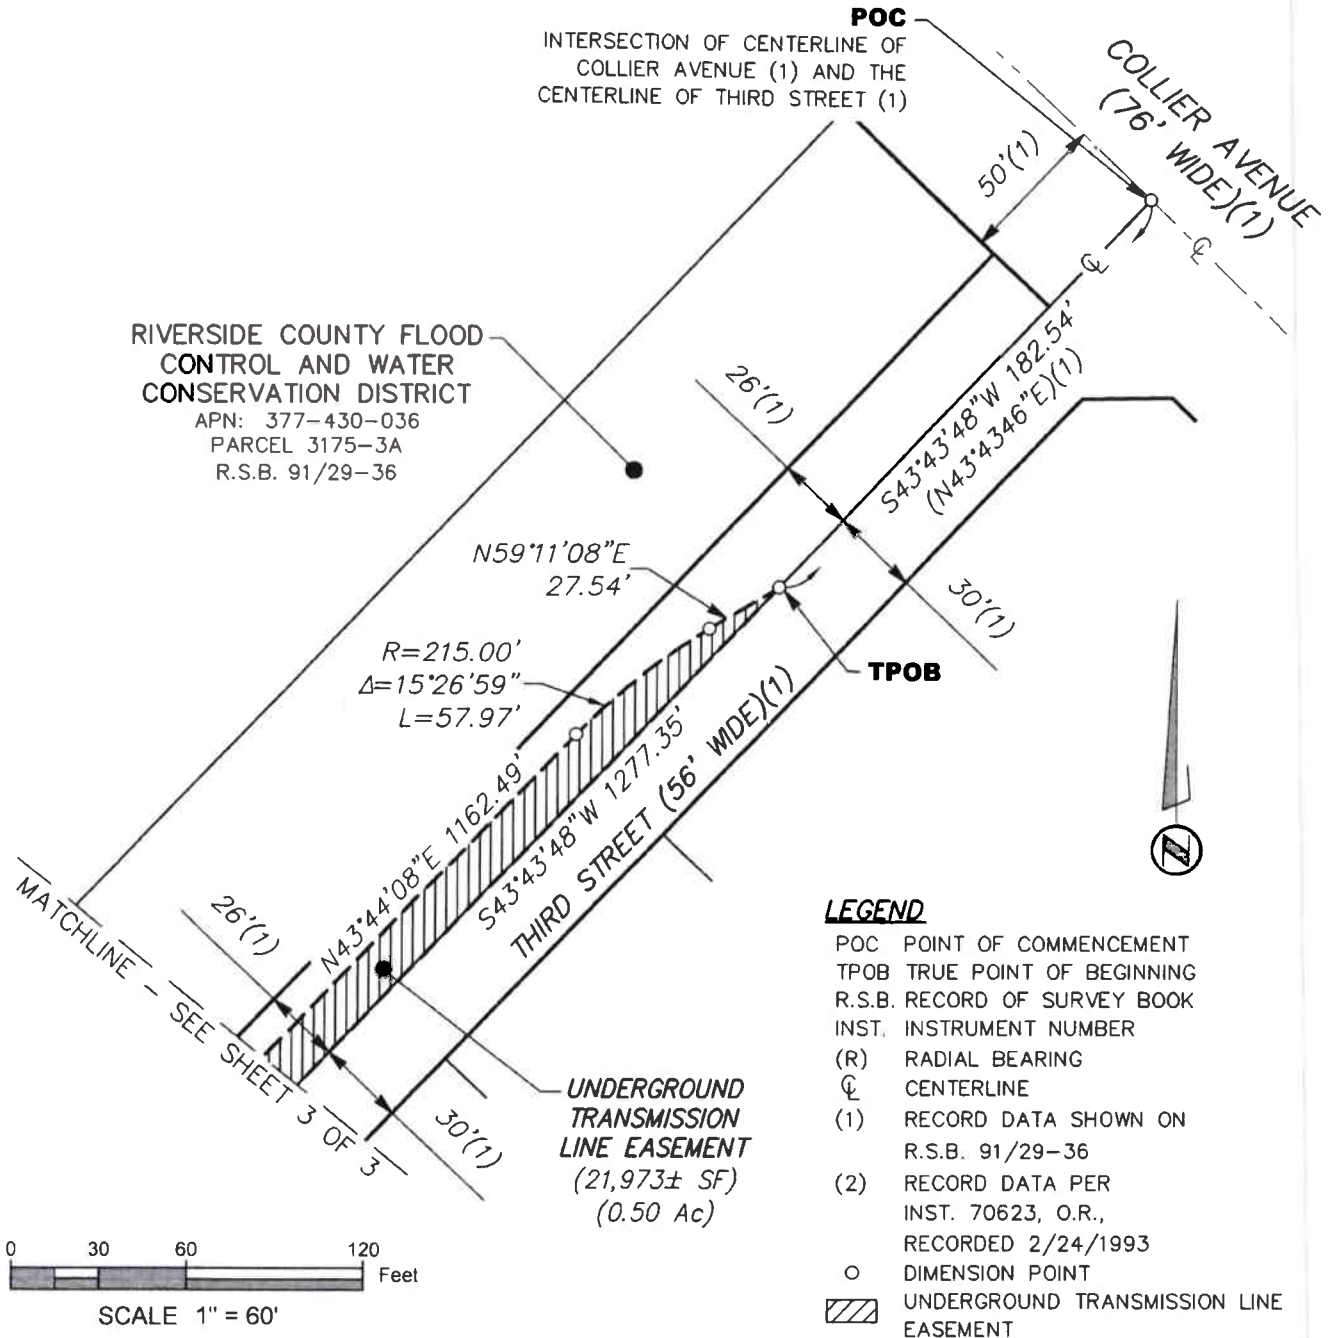 POC
INTERSECTION OF CENTERLINE OF
COLLIER AVENUE (1) AND THE
CENTERLINE OF THIRD STREET (1)
COLLIER AVENUE
(76' WIDE)(1)
50'(1)
℄
℄
RIVERSIDE COUNTY FLOOD
CONTROL AND WATER
CONSERVATION DISTRICT
APN: 377-430-036
PARCEL 3175-3A
R.S.B. 91/29-36
26'(1)
S43°43'48"W 182.54'
(N43°4346"E)(1)
N59°11'08"E
27.54'
30'(1)
R=215.00'
Δ=15°26'59"
L=57.97'
TPOB
N43°44'08"E 1162.49'
S43°43'48"W 1277.35'
THIRD STREET (56' WIDE)(1)
MATCHLINE - SEE SHEET 3 OF 3
26'(1)
30'(1)
UNDERGROUND
TRANSMISSION
LINE EASEMENT
(21,973± SF)
(0.50 Ac)
N
LEGEND
POC POINT OF COMMENCEMENT
TPOB TRUE POINT OF BEGINNING
R.S.B. RECORD OF SURVEY BOOK
INST. INSTRUMENT NUMBER
(R) RADIAL BEARING
℄ CENTERLINE
(1) RECORD DATA SHOWN ON
R.S.B. 91/29-36
(2) RECORD DATA PER
INST. 70623, O.R.,
RECORDED 2/24/1993
DIMENSION POINT
UNDERGROUND TRANSMISSION LINE
EASEMENT
0 30 60 120
Feet
SCALE 1" = 60'